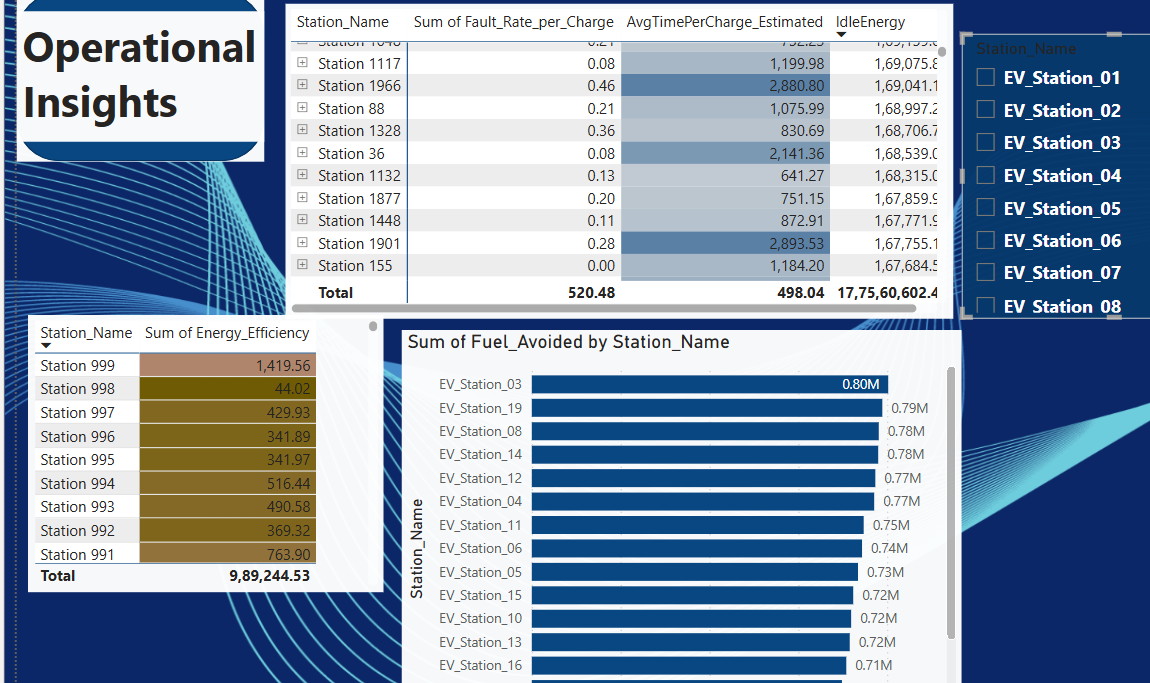 Operational
Insights
Station_Name Sum of Fault_Rate_per_Charge AvgTimePerCharge_Estimated IdleEnergy
Station 1117 0.08 1,199.98 1,69,075.8
Station 1966 0.46 2,880.80 1,69,041.1
Station 88 0.21 1,075.99 1,68,997.2
Station 1328 0.36 830.69 1,68,706.7
Station 36 0.08 2,141.36 1,68,539.0
Station 1132 0.13 641.27 1,68,315.0
Station 1877 0.20 751.15 1,67,859.9
Station 1448 0.11 872.91 1,67,771.9
Station 1901 0.28 2,893.53 1,67,755.1
Station 155 0.00 1,184.20 1,67,684.5
Total 520.48 498.04 17,75,60,602.4
Station_Name
EV_Station_01
EV_Station_02
EV_Station_03
EV_Station_04
EV_Station_05
EV_Station_06
EV_Station_07
EV_Station_08
Station_Name Sum of Energy_Efficiency
Station 999 1,419.56
Station 998 44.02
Station 997 429.93
Station 996 341.89
Station 995 341.97
Station 994 516.44
Station 993 490.58
Station 992 369.32
Station 991 763.90
Total 9,89,244.53
Sum of Fuel_Avoided by Station_Name
Station_Name
EV_Station_03 0.80M
EV_Station_19 0.79M
EV_Station_08 0.78M
EV_Station_14 0.78M
EV_Station_12 0.77M
EV_Station_04 0.77M
EV_Station_11 0.75M
EV_Station_06 0.74M
EV_Station_05 0.73M
EV_Station_15 0.72M
EV_Station_10 0.72M
EV_Station_13 0.72M
EV_Station_16 0.71M